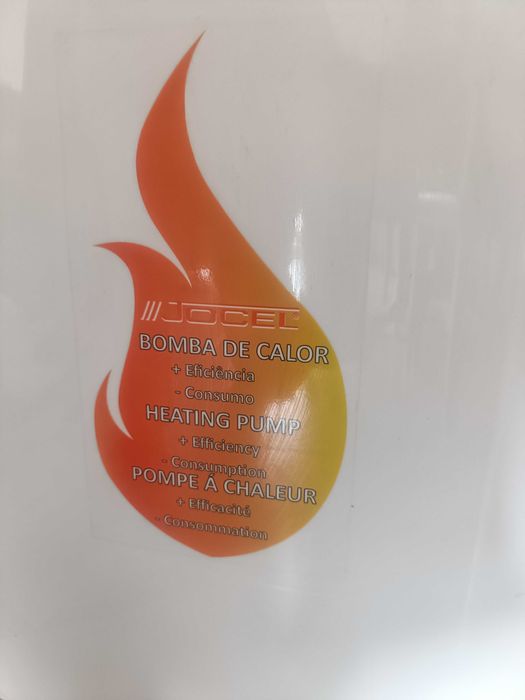 JOCEL
BOMBA DE CALOR
+ Eficiência
- Consumo
HEATING PUMP
+ Efficiency
- Consumption
POMPE Á CHALEUR
+ Efficacité
- Consommation